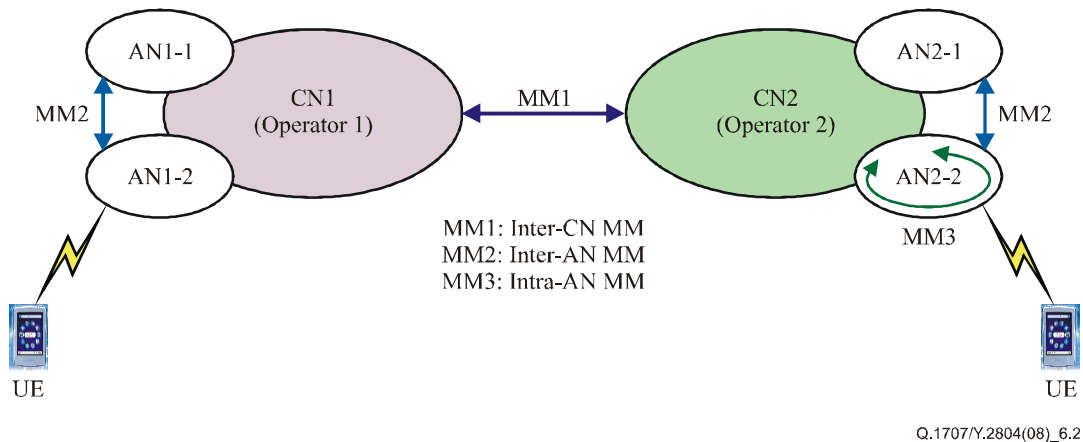 AN1-1
AN2-1
MM2
CN1
(Operator 1)
MM1
CN2
(Operator 2)
MM2
AN1-2
AN2-2
MM3
MM1: Inter-CN MM
MM2: Inter-AN MM
MM3: Intra-AN MM
UE
UE
Q.1707/Y.2804(08)_6.2